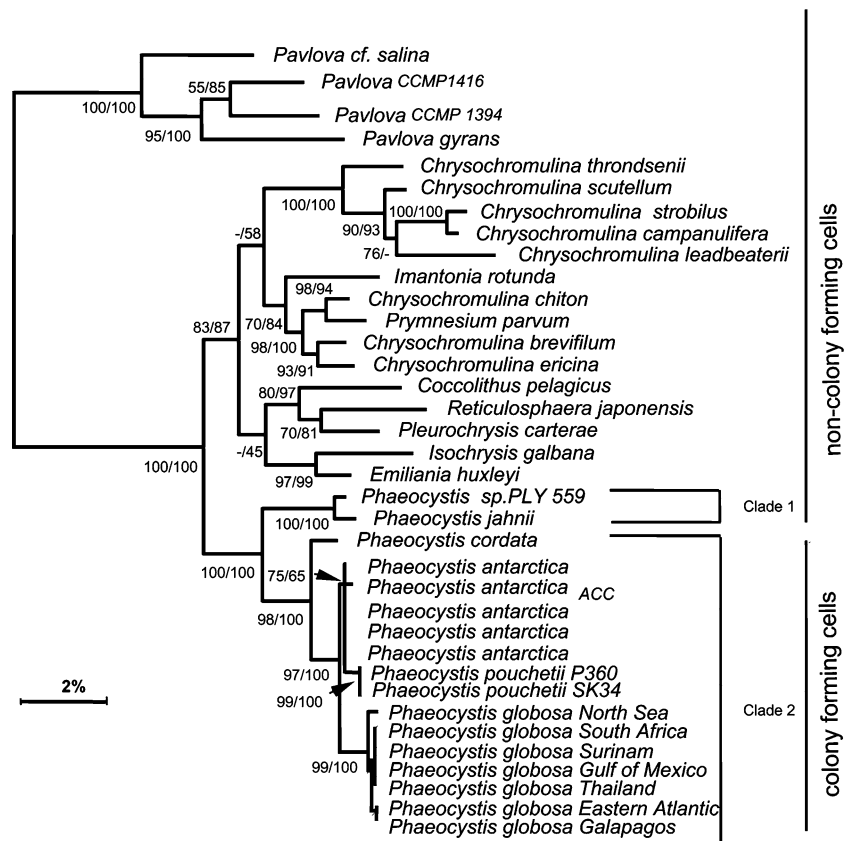 Pavlova cf. salina
55/85
Pavlova CCMP1416
100/100
Pavlova CCMP 1394
95/100
Pavlova gyrans
Chrysochromulina throndsenii
100/100
Chrysochromulina scutellum
100/100
Chrysochromulina strobilus
90/93
Chrysochromulina campanulifera
-/58
76/-
Chrysochromulina leadbeaterii
Imantonia rotunda
98/94
Chrysochromulina chiton
70/84
Prymnesium parvum
83/87
98/100
Chrysochromulina brevifilum
93/91
Chrysochromulina ericina
80/97
Coccolithus pelagicus
Reticulosphaera japonensis
70/81
Pleurochrysis carterae
-/45
Isochrysis galbana
100/100
97/99
Emiliania huxleyi
Phaeocystis sp.PLY 559
Clade 1
100/100
Phaeocystis jahnii
Phaeocystis cordata
100/100
75/65
Phaeocystis antarctica
Phaeocystis antarctica ACC
98/100
Phaeocystis antarctica
Phaeocystis antarctica
Phaeocystis antarctica
97/100
Phaeocystis pouchetii P360
99/100
Phaeocystis pouchetii SK34
2%
Phaeocystis globosa North Sea
Clade 2
Phaeocystis globosa South Africa
Phaeocystis globosa Surinam
99/100
Phaeocystis globosa Gulf of Mexico
Phaeocystis globosa Thailand
Phaeocystis globosa Eastern Atlantic
Phaeocystis globosa Galapagos
non-colony forming cells
colony forming cells